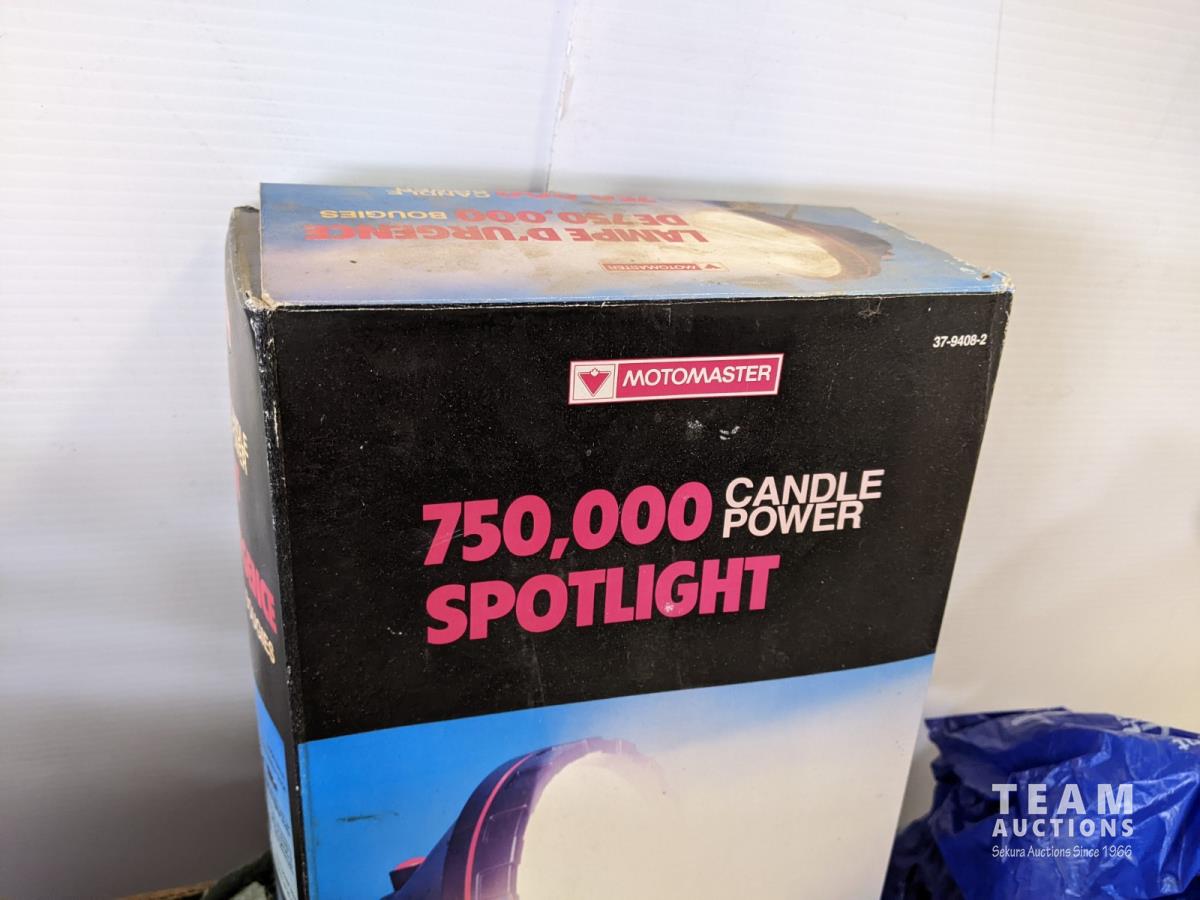 LAMPE D'URGENCE
DE 750,000 BOUGIES
MOTOMASTER
37-9408-2
MOTOMASTER
750,000 CANDLE POWER
SPOTLIGHT
TEAM
AUCTIONS
Sekura Auctions Since 1966